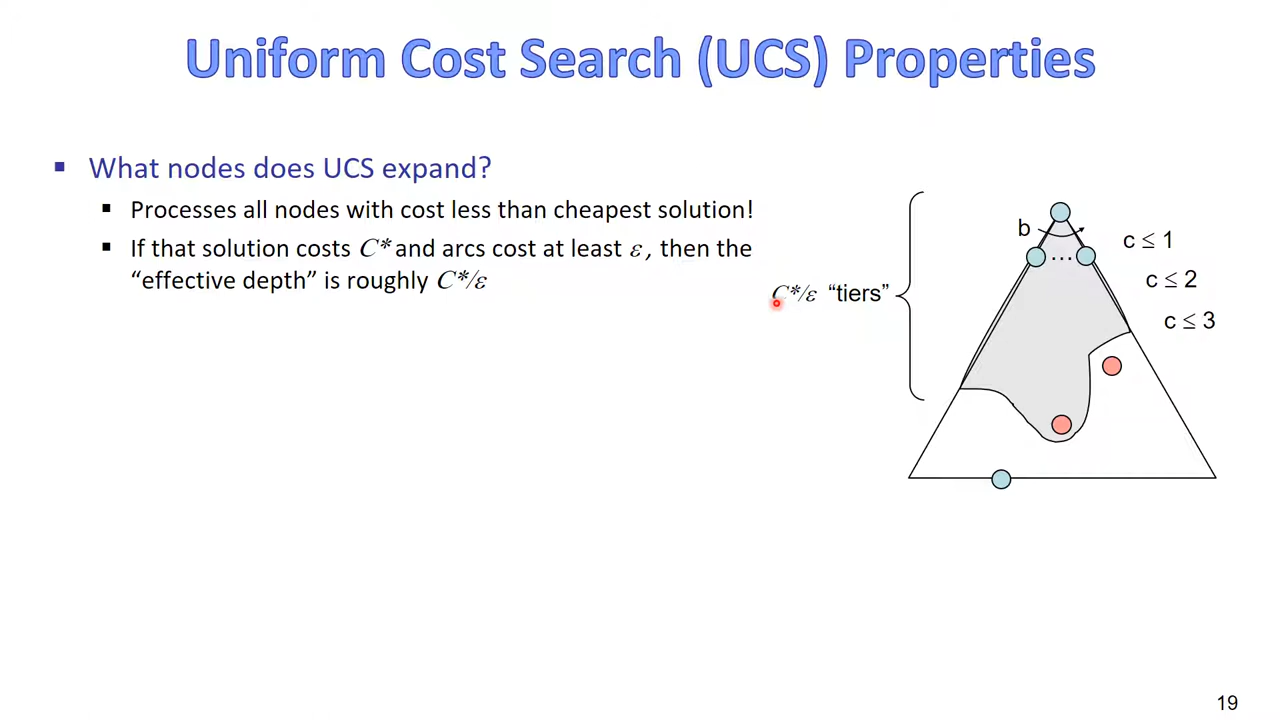 Uniform Cost Search (UCS) Properties
▪ What nodes does UCS expand?
▪ Processes all nodes with cost less than cheapest solution!
▪ If that solution costs C* and arcs cost at least ε, then the
“effective depth” is roughly C*/ε
b
…
c ≤ 1
c ≤ 2
C*/ε “tiers”
c ≤ 3
19